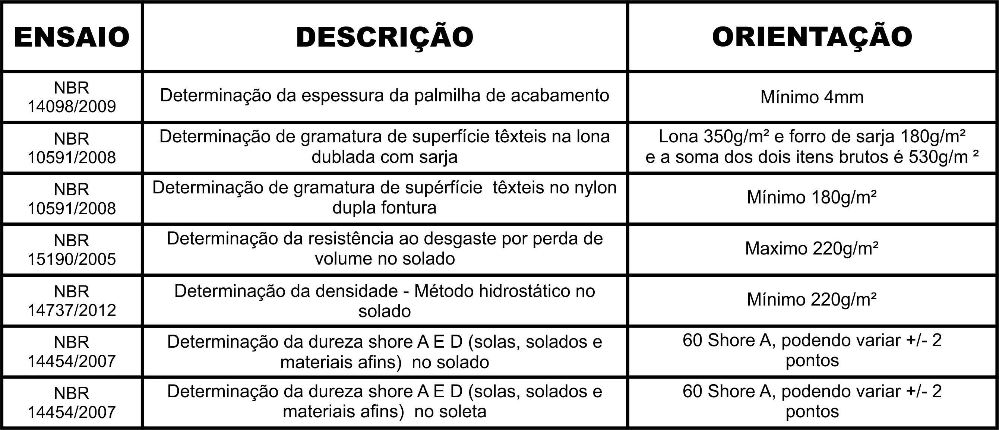 ENSAIO DESCRIÇÃO ORIENTAÇÃO
NBR
14098/2009
Determinação da espessura da palmilha de acabamento
Mínimo 4mm
NBR
10591/2008
Determinação de gramatura de superfície têxteis na lona
dublada com sarja
Lona 350g/m² e forro de sarja 180g/m²
e a soma dos dois itens brutos é 530g/m ²
NBR
10591/2008
Determinação de gramatura de supérfície  têxteis no nylon
dupla fontura
Mínimo 180g/m²
NBR
15190/2005
Determinação da resistência ao desgaste por perda de
volume no solado
Maximo 220g/m²
NBR
14737/2012
Determinação da densidade - Método hidrostático no
solado
Mínimo 220g/m²
NBR
14454/2007
Determinação da dureza shore A E D (solas, solados e
materiais afins)  no solado
60 Shore A, podendo variar +/- 2
pontos
NBR
14454/2007
Determinação da dureza shore A E D (solas, solados e
materiais afins)  no soleta
60 Shore A, podendo variar +/- 2
pontos